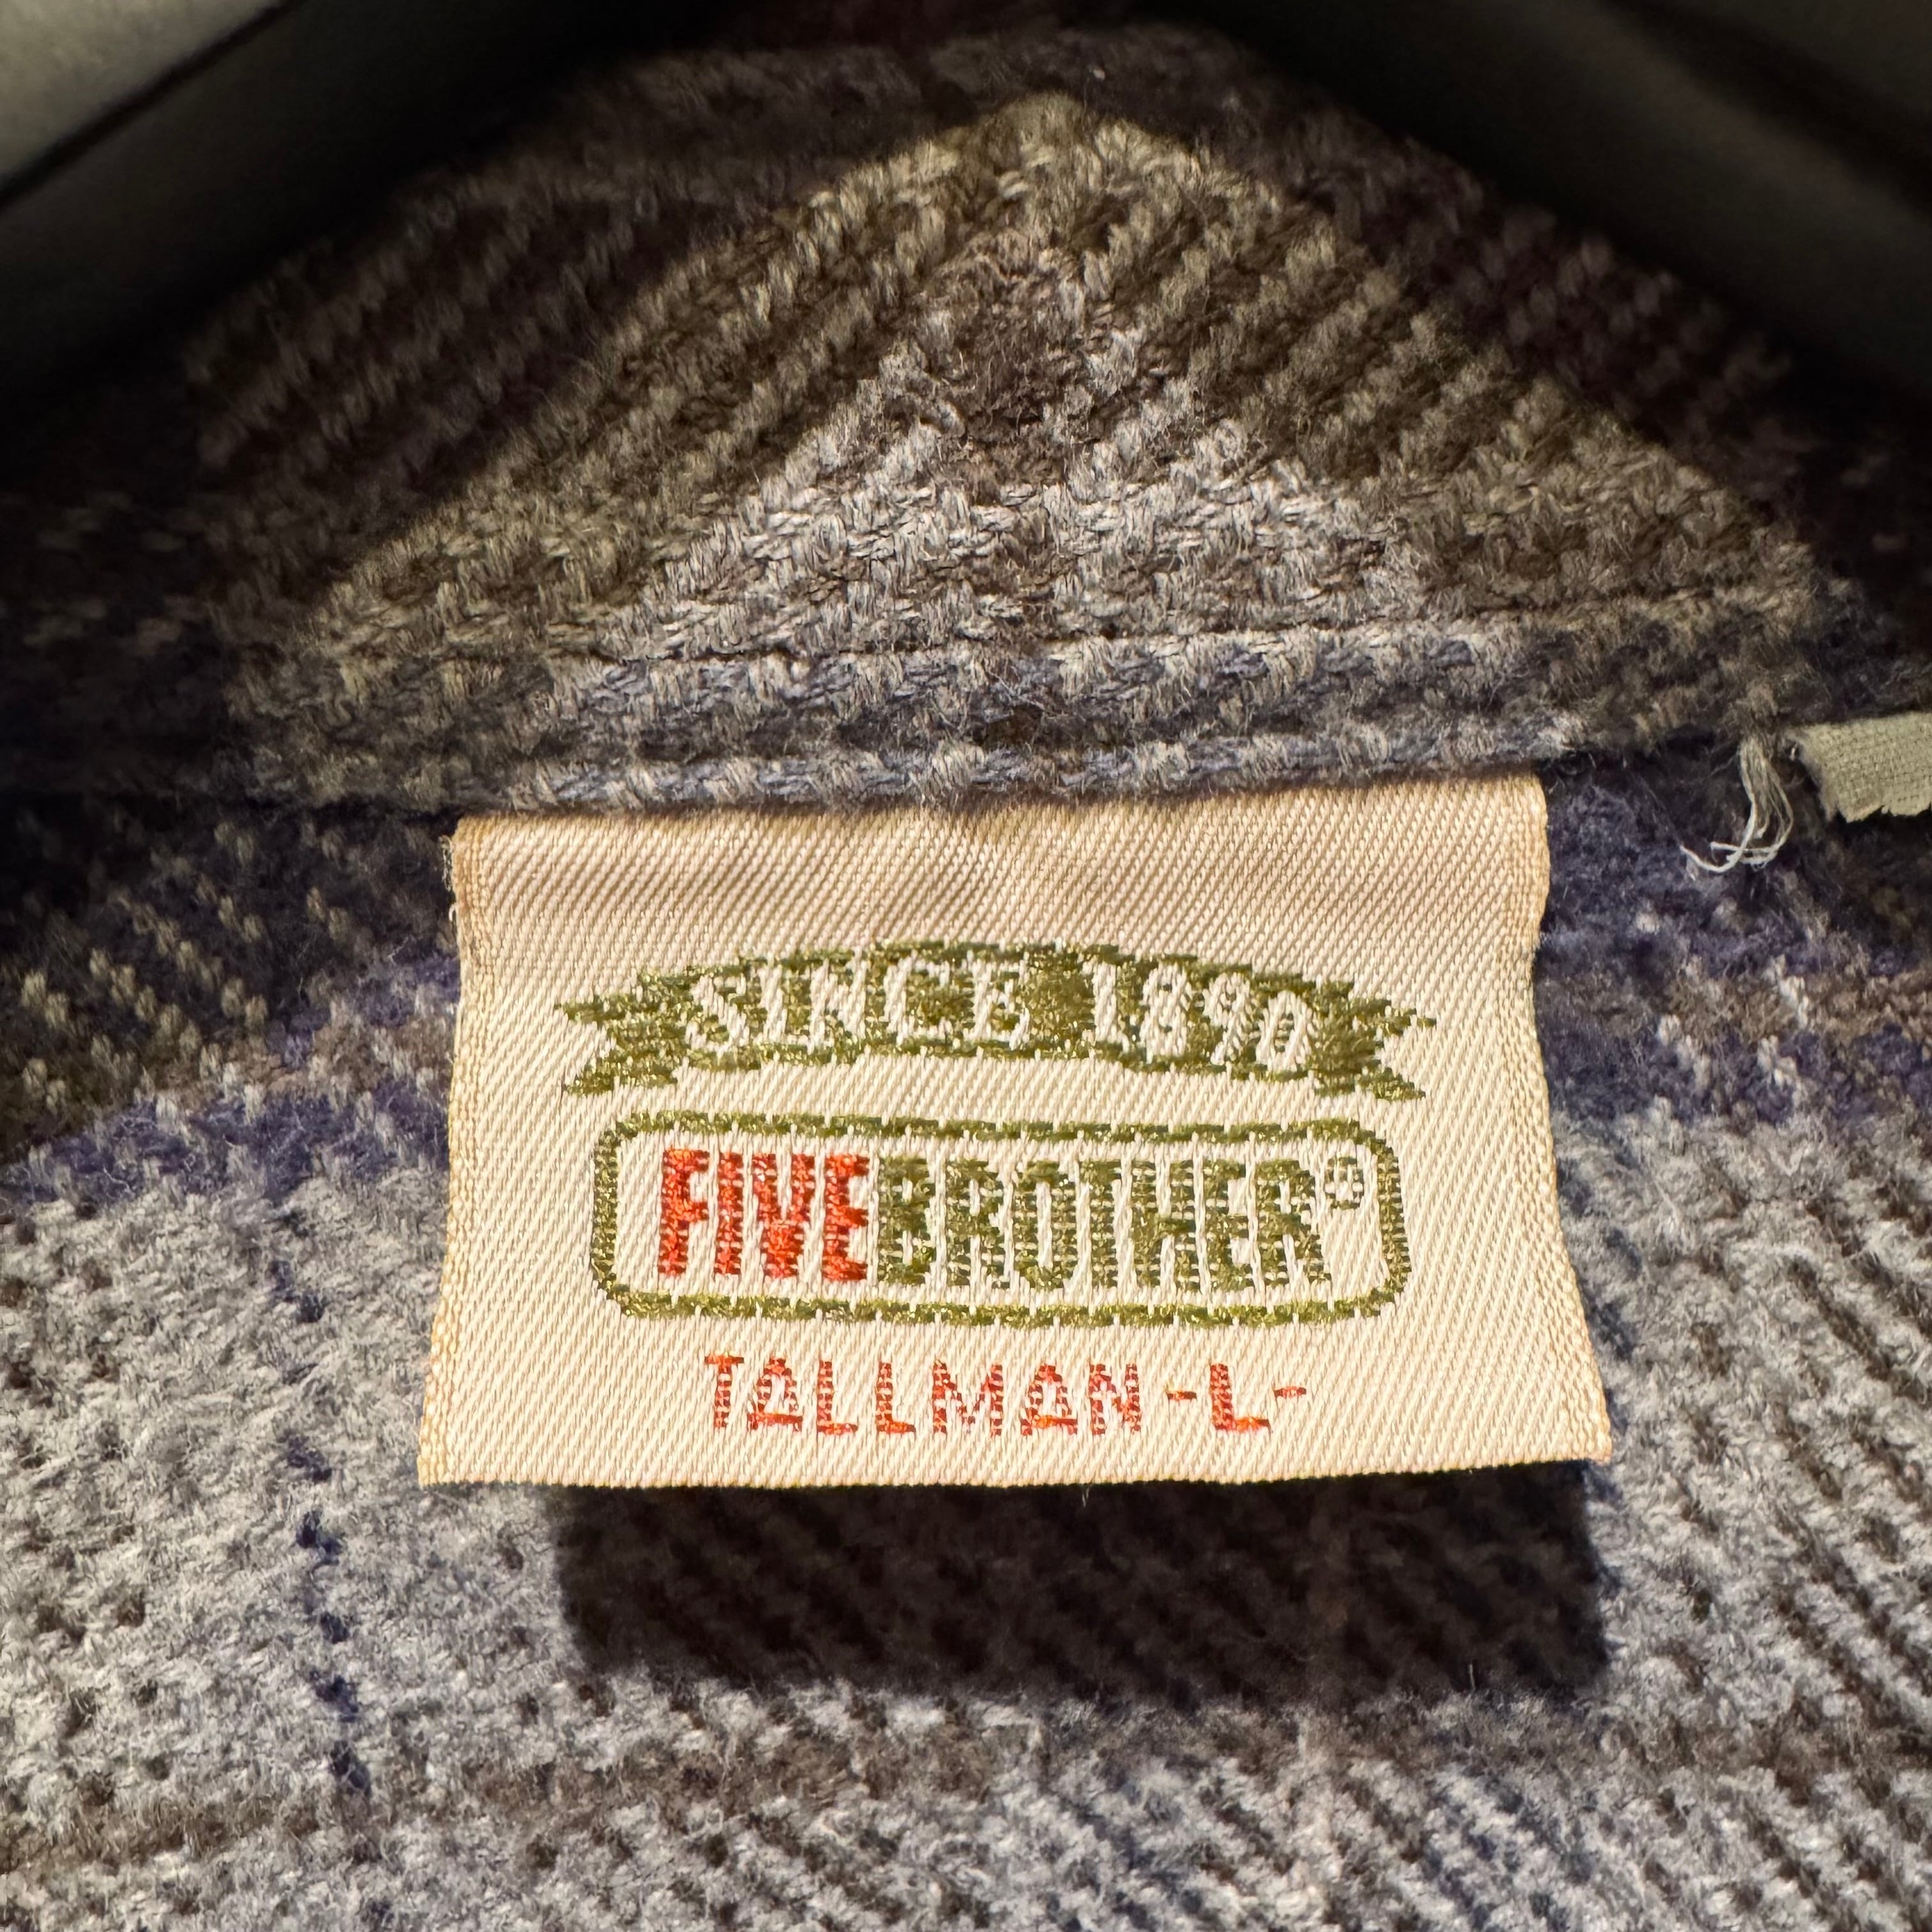 SINCE 1890
FIVEBROTHER®
TALLMAN -L-